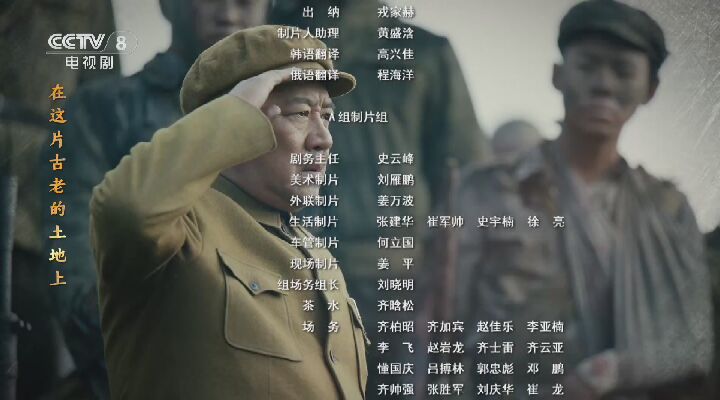 CCTV 8
电视剧
在这片古老的土地上
出 纳 戎家赫
制片人助理 黄盛浛
韩语翻译 高兴佳
俄语翻译 程海洋
A组制片组
剧务主任 史云峰
美术制片 刘雁鹏
外联制片 姜万波
生活制片 张建华 崔军帅 史宇楠 徐 亮
车管制片 何立国
现场制片 姜 平
组场务组长 刘晓明
茶 水 齐晗松
场 务 齐柏昭 齐加宾 赵佳乐 李亚楠
李 飞 赵岩龙 齐士雷 齐云亚
懂国庆 吕搏林 郭忠彪 邓 鹏
齐帅强 张胜军 刘庆华 崔 龙